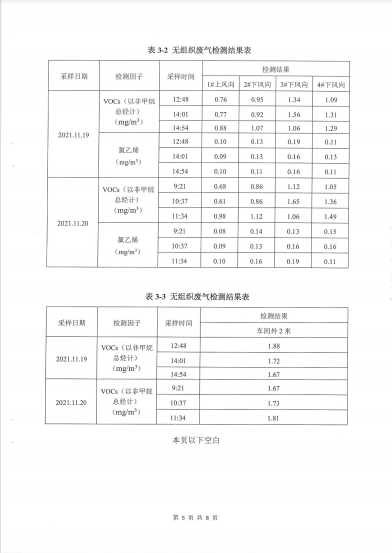 表 3-2 无组织废气检测结果表
采样日期 检测因子 采样时间 检测结果
1#上风向 2#下风向 3#下风向 4#下风向
2021.11.19 VOCs（以非甲烷总烃计）（mg/m³） 12:48 0.76 0.95 1.34 1.09
14:01 0.77 0.92 1.56 1.31
14:54 0.88 1.07 1.06 1.29
氯乙烯（mg/m³） 12:48 0.10 0.13 0.19 0.11
14:01 0.09 0.13 0.16 0.13
14:54 0.10 0.11 0.16 0.11
2021.11.20 VOCs（以非甲烷总烃计）（mg/m³） 9:21 0.68 0.86 1.12 1.05
10:37 0.61 0.86 1.65 1.36
11:34 0.98 1.12 1.06 1.49
氯乙烯（mg/m³） 9:21 0.08 0.14 0.13 0.15
10:37 0.09 0.13 0.16 0.16
11:34 0.10 0.16 0.19 0.11
表 3-3 无组织废气检测结果表
采样日期 检测因子 采样时间 检测结果
车间外 2 米
2021.11.19 VOCs（以非甲烷总烃计）（mg/m³） 12:48 1.88
14:01 1.72
14:54 1.67
2021.11.20 VOCs（以非甲烷总烃计）（mg/m³） 9:21 1.67
10:37 1.73
11:34 1.81
本页以下空白
第 5 页 共 8 页